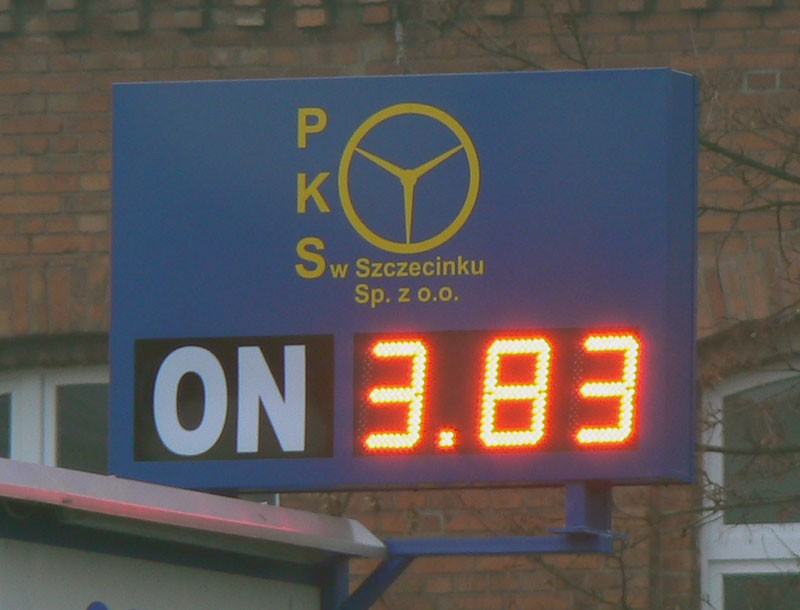 P
K
S w Szczecinku
Sp. z o.o.
ON 3.83